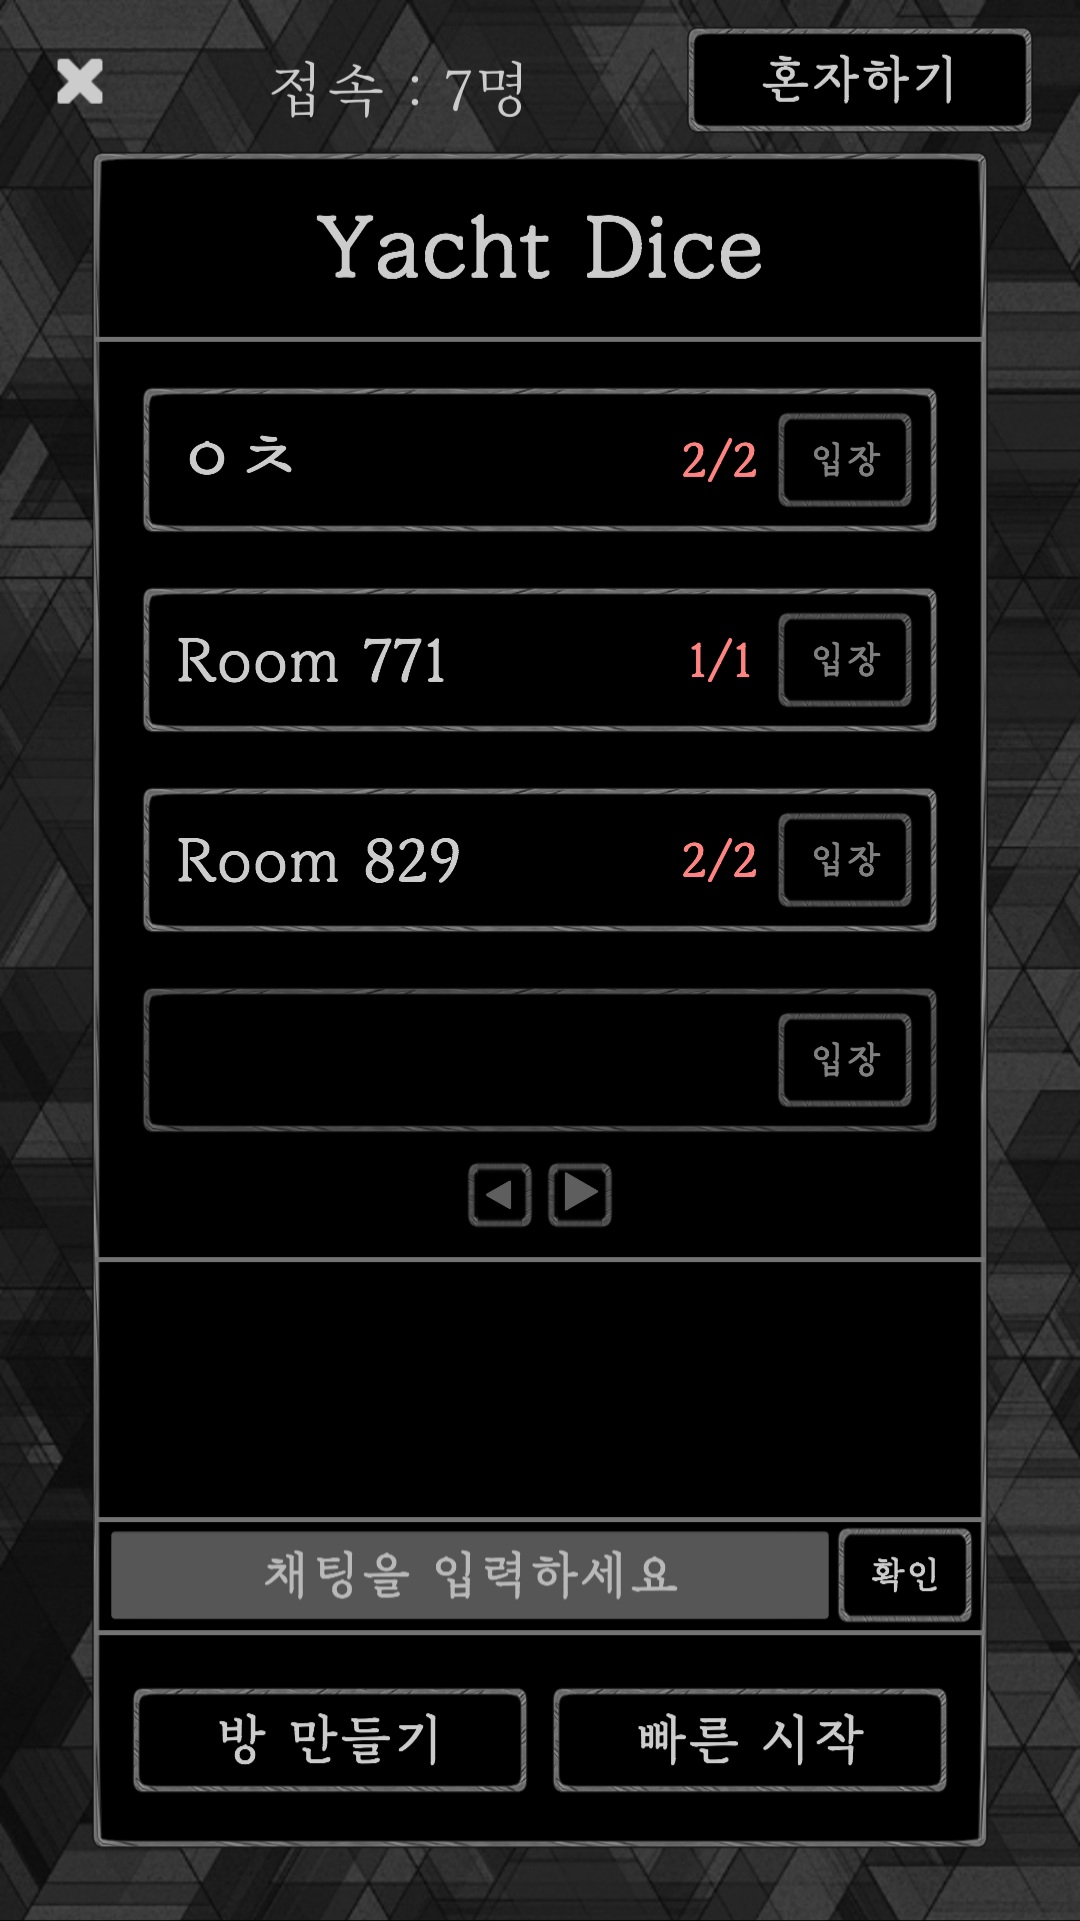 접속 : 7명
혼자하기
Yacht Dice
ㅇㅊ 2/2 입장
Room 771 1/1 입장
Room 829 2/2 입장
입장
채팅을 입력하세요 확인
방 만들기 빠른 시작